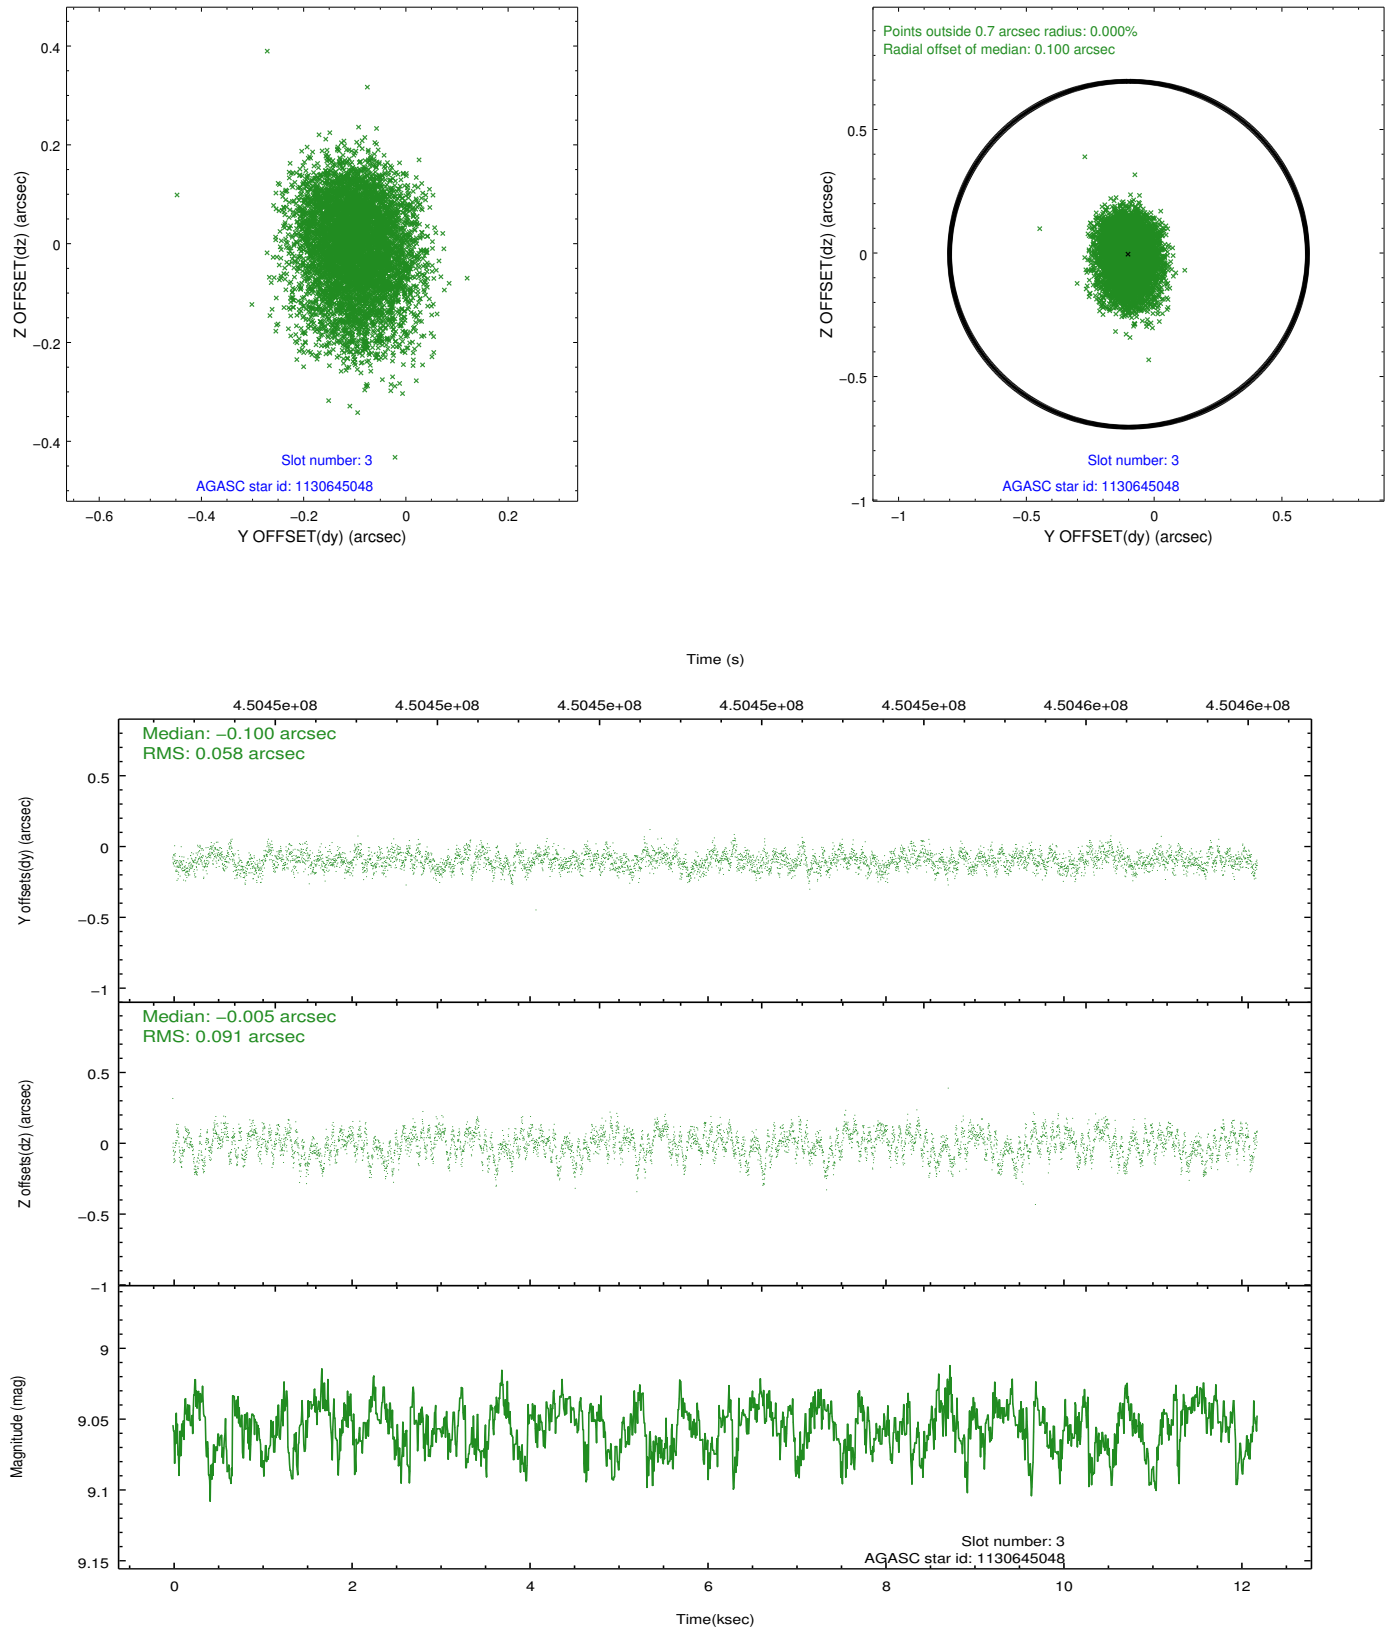 0.4
0.2
0
−0.2
−0.4
Z OFFSET(dz) (arcsec)
Slot number: 3
AGASC star id: 1130645048
−0.6
−0.4
−0.2
0
0.2
Y OFFSET(dy) (arcsec)
Points outside 0.7 arcsec radius: 0.000%
Radial offset of median: 0.100 arcsec
0.5
0
−0.5
−1
Z OFFSET(dz) (arcsec)
Slot number: 3
AGASC star id: 1130645048
−1
−0.5
0
0.5
Y OFFSET(dy) (arcsec)
Time (s)
4.5045e+08
4.5045e+08
4.5045e+08
4.5045e+08
4.5045e+08
4.5046e+08
4.5046e+08
Median: −0.100 arcsec
RMS: 0.058 arcsec
0.5
0
−0.5
−1
Y offsets(dy) (arcsec)
Median: −0.005 arcsec
RMS: 0.091 arcsec
0.5
0
−0.5
−1
Z offsets(dz) (arcsec)
9
9.05
9.1
9.15
Magnitude (mag)
Slot number: 3
AGASC star id: 1130645048
0
2
4
6
8
10
12
Time(ksec)